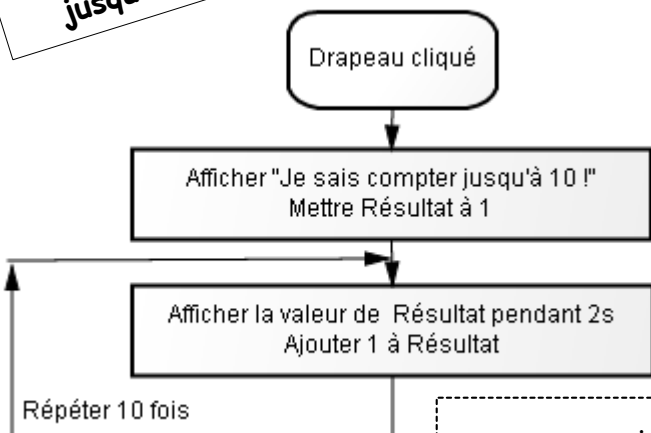 jusqu'
Drapeau cliqué
Afficher "Je sais compter jusqu'à 10 !"
Mettre Résultat à 1
Afficher la valeur de Résultat pendant 2s
Ajouter 1 à Résultat
Répéter 10 fois